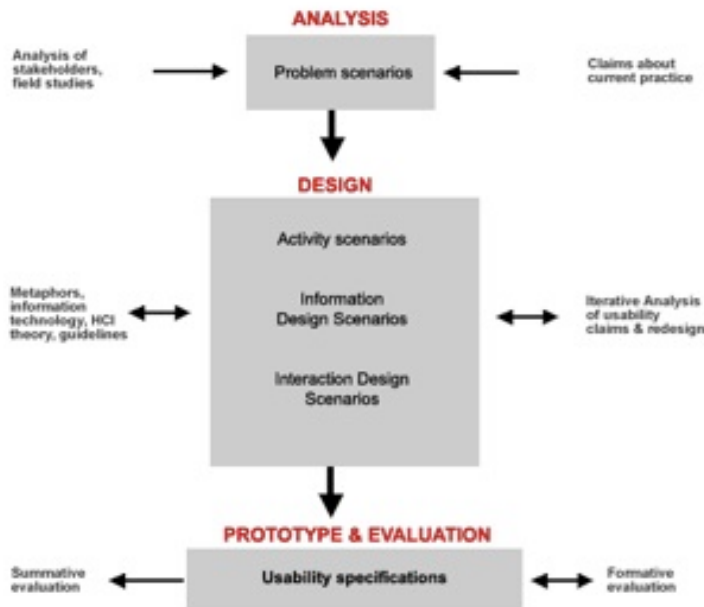 ANALYSIS
Analysis of
stakeholders,
field studies
Problem scenarios
Claims about
current practice
DESIGN
Activity scenarios
Metaphors,
information
technology, HCI
theory, guidelines
Information
Design Scenarios
Iterative Analysis
of usability
claims & redesign
Interaction Design
Scenarios
PROTOTYPE & EVALUATION
Summative
evaluation
Usability specifications
Formative
evaluation